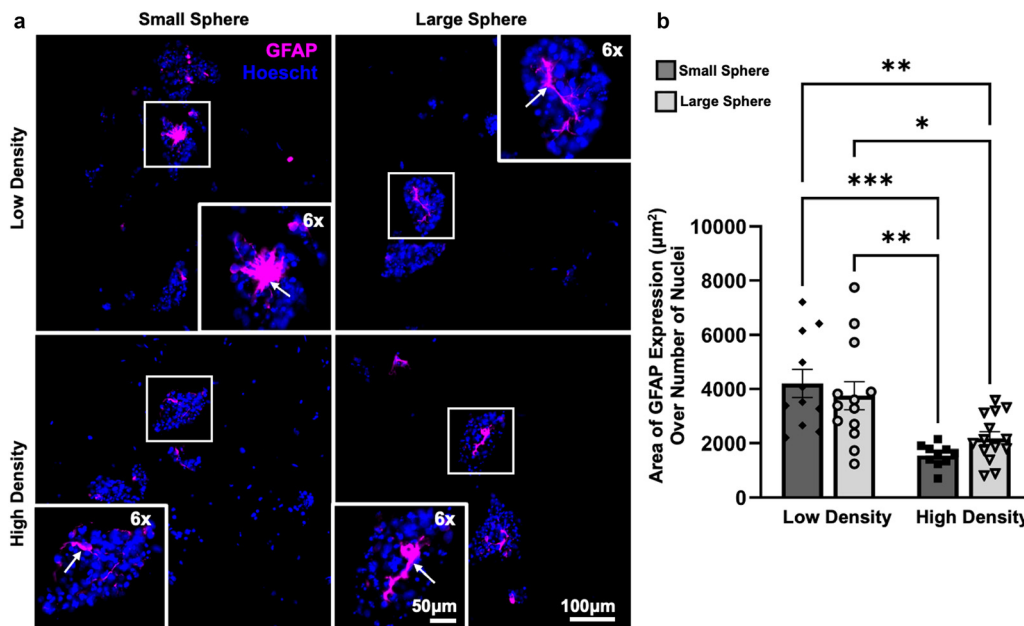 a
Small Sphere
Large Sphere
b
GFAP
Hoescht
6x
6x
Low Density
6x
6x
High Density
50µm
100µm
Small Sphere
Large Sphere
**
*
***
**
Area of GFAP Expression (µm²)
Over Number of Nuclei
10000
8000
6000
4000
2000
0
Low Density
High Density